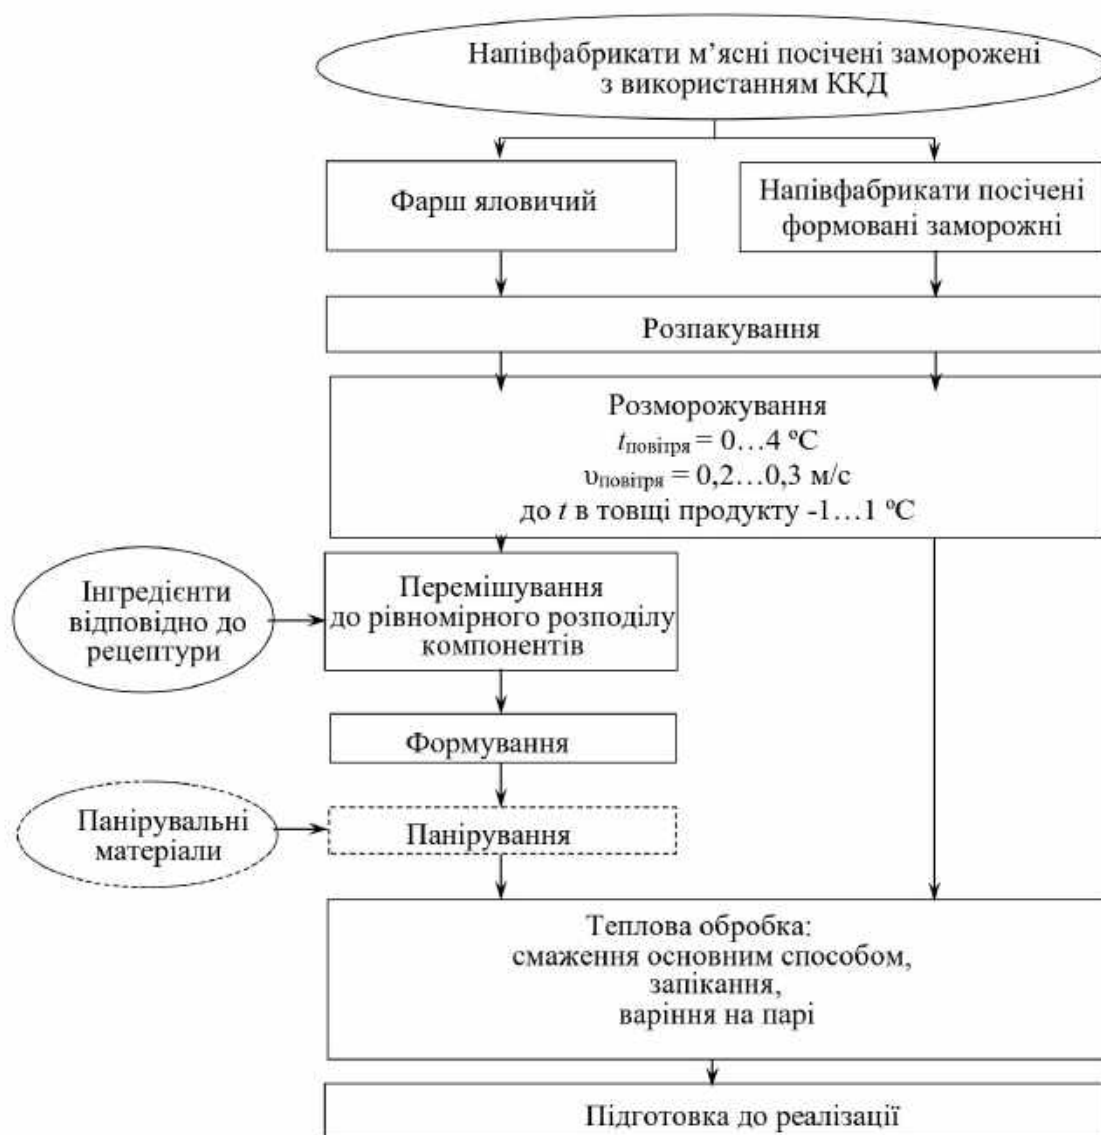 Напівфабрикати м’ясні посічені заморожені
з використанням ККД
Фарш яловичий
Напівфабрикати посічені
формовані заморожні
Розпакування
Розморожування
tповітря = 0…4 ºС
υповітря = 0,2…0,3 м/с
до t в товщі продукту -1…1 ºС
Інгредієнти
відповідно до
рецептури
Перемішування
до рівномірного розподілу
компонентів
Формування
Панірувальні
матеріали
Панірування
Теплова обробка:
смаження основним способом,
запікання,
варіння на парі
Підготовка до реалізації